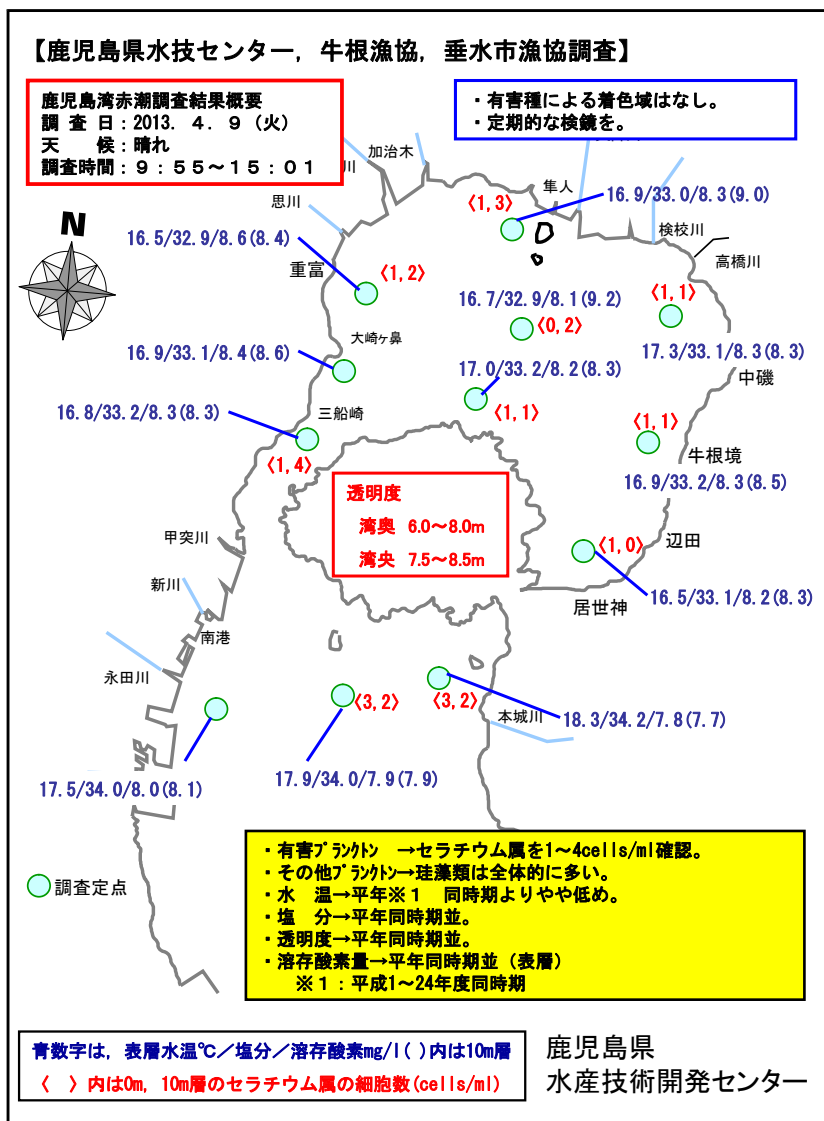 【鹿児島県水技センター，牛根漁協，垂水市漁協調査】
鹿児島湾赤潮調査結果概要
調 査 日：2013. 4. 9（火）
天　　候：晴れ
調査時間：9：55～15：01
・有害種による着色域はなし。
・定期的な検鏡を。
川
加治木
隼人
思川
検校川
高橋川
〈1,3〉
16.9/33.0/8.3(9.0)
16.5/32.9/8.6(8.4)
N
重富
〈1,2〉
16.7/32.9/8.1(9.2)
〈0,2〉
〈1,1〉
17.3/33.1/8.3(8.3)
大崎ヶ鼻
16.9/33.1/8.4(8.6)
17.0/33.2/8.2(8.3)
中磯
〈1,1〉
16.8/33.2/8.3(8.3)
三船崎
〈1,4〉
〈1,1〉
牛根境
16.9/33.2/8.3(8.5)
透明度
湾奥 6.0～8.0m
湾央 7.5～8.5m
甲突川
〈1,0〉
辺田
新川
16.5/33.1/8.2(8.3)
居世神
南港
永田川
〈3,2〉
〈3,2〉
本城川
18.3/34.2/7.8(7.7)
17.5/34.0/8.0(8.1)
17.9/34.0/7.9(7.9)
・有害ﾌﾟﾗﾝｸﾄﾝ　→セラチウム属を1～4cells/ml確認。
・その他ﾌﾟﾗﾝｸﾄﾝ→珪藻類は全体的に多い。
・水　温→平年※１　同時期よりやや低め。
・塩　分→平年同時期並。
・透明度→平年同時期並。
・溶存酸素量→平年同時期並（表層）
※１：平成1～24年度同時期
調査定点
青数字は，表層水温℃／塩分／溶存酸素mg/l( )内は10m層
〈　〉内は0m, 10m層のセラチウム属の細胞数(cells/ml)
鹿児島県
水産技術開発センター